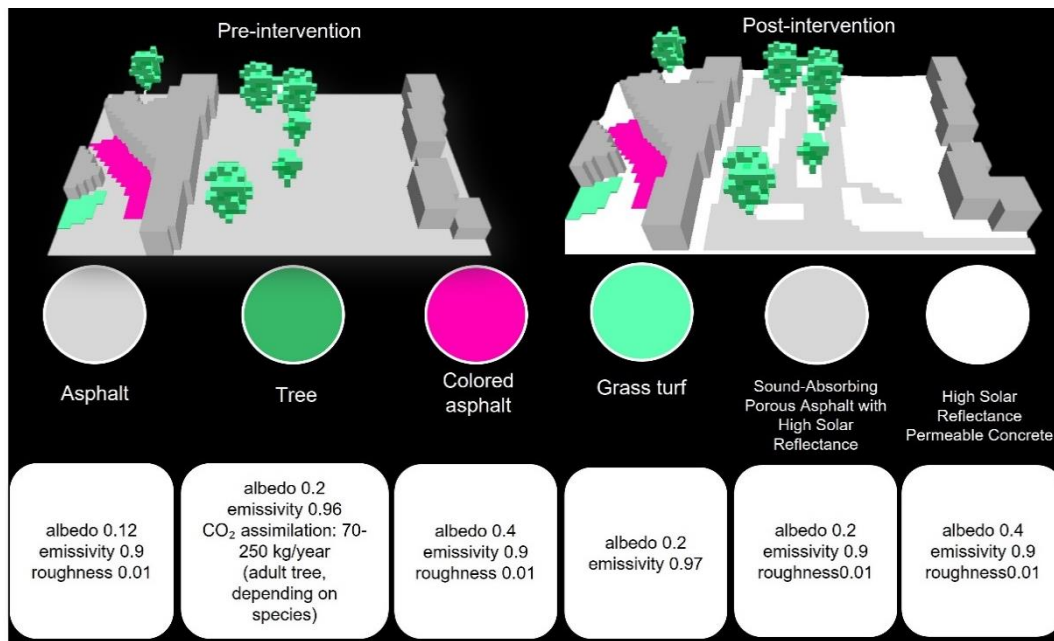 Pre-intervention
Post-intervention
Asphalt
Tree
Colored
asphalt
Grass turf
Sound-Absorbing
Porous Asphalt with
High Solar
Reflectance
High Solar
Reflectance
Permeable Concrete
albedo 0.12
emissivity 0.9
roughness 0.01
albedo 0.2
emissivity 0.96
CO₂ assimilation: 70-
250 kg/year
(adult tree,
depending on
species)
albedo 0.4
emissivity 0.9
roughness 0.01
albedo 0.2
emissivity 0.97
albedo 0.2
emissivity 0.9
roughness0.01
albedo 0.4
emissivity 0.9
roughness0.01